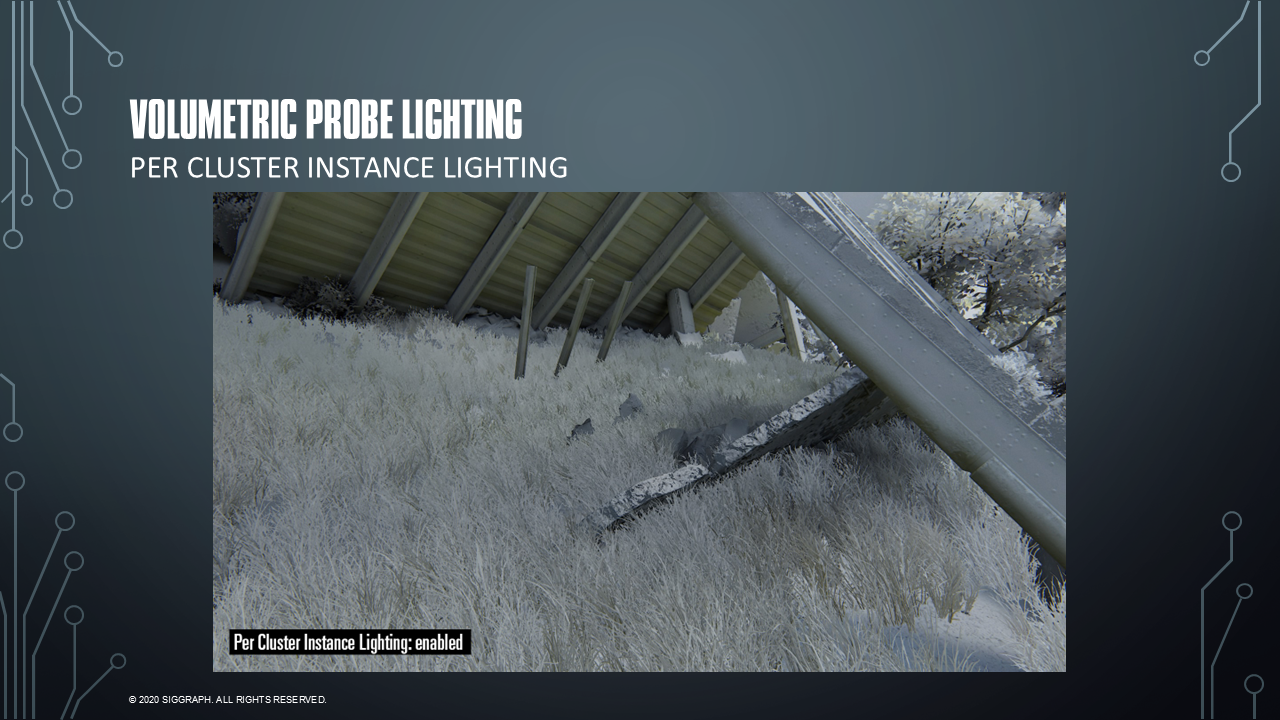 VOLUMETRIC PROBE LIGHTING
PER CLUSTER INSTANCE LIGHTING
Per Cluster Instance Lighting: enabled
© 2020 SIGGRAPH. ALL RIGHTS RESERVED.